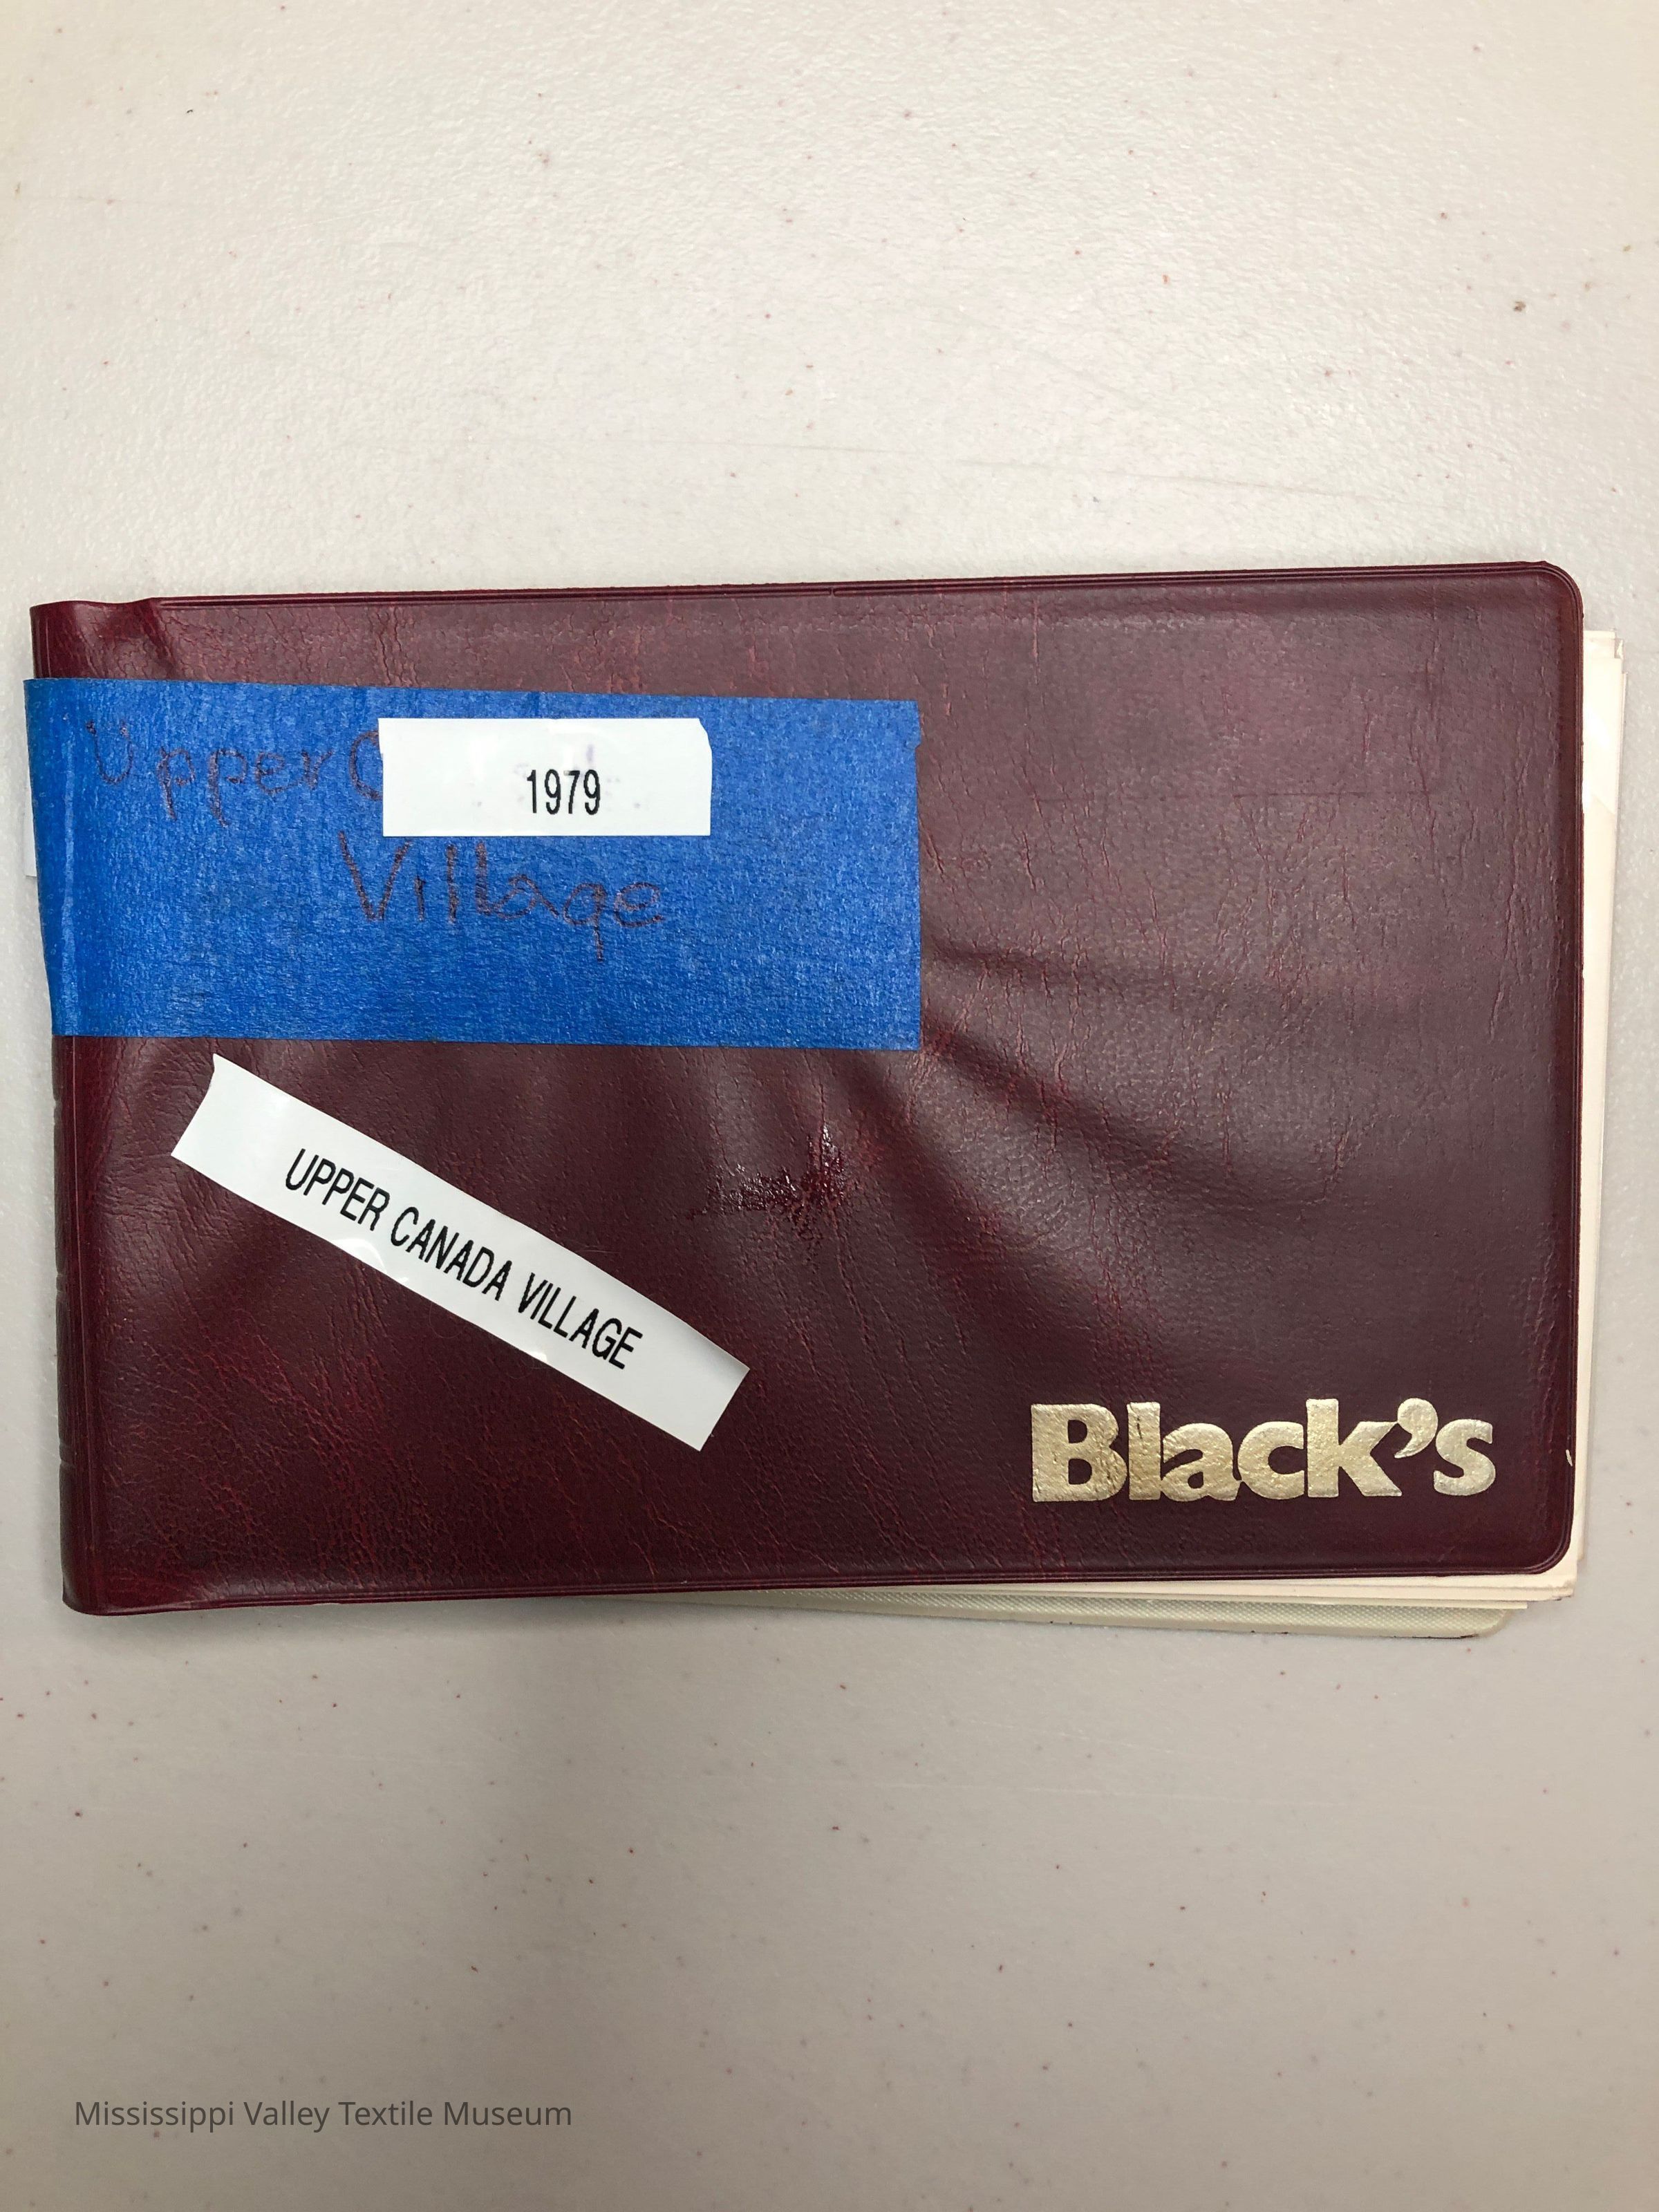 Upper
1979
Village
UPPER CANADA VILLAGE
Black's
Mississippi Valley Textile Museum